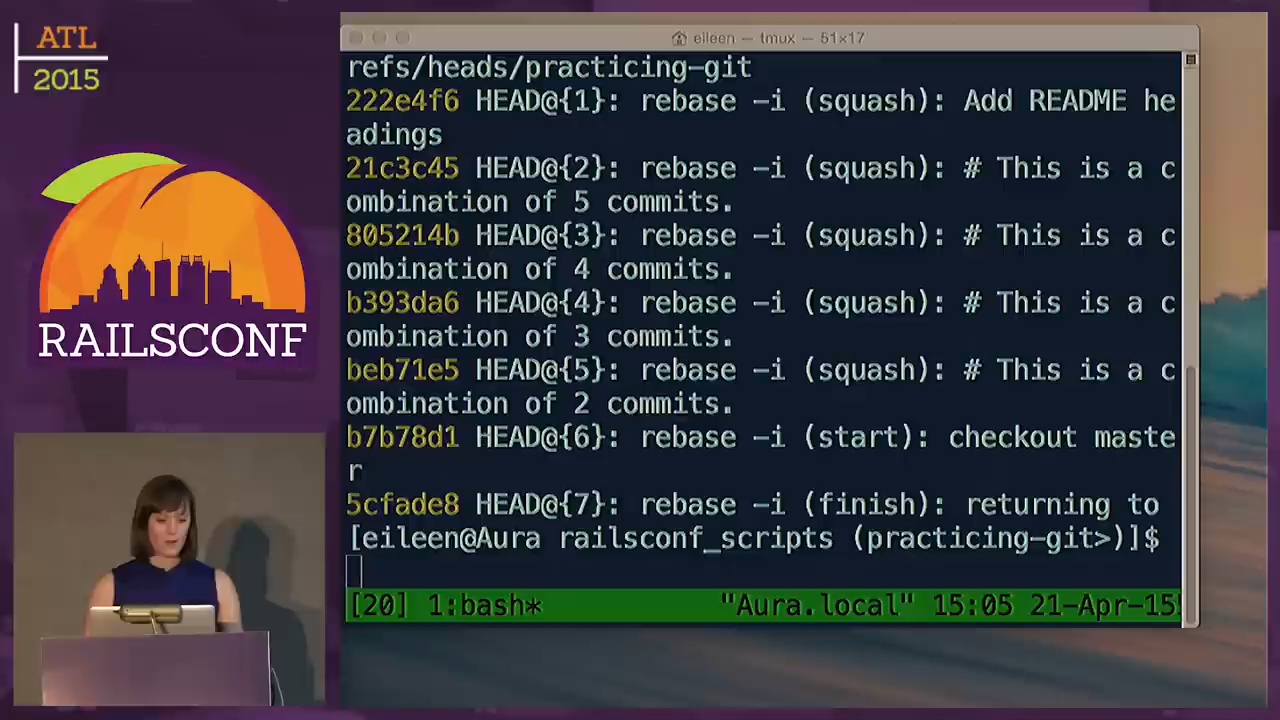 ATL
2015
RAILSCONF
eileen — tmux — 51×17
refs/heads/practicing-git
222e4f6 HEAD@{1}: rebase -i (squash): Add README he
adings
21c3c45 HEAD@{2}: rebase -i (squash): # This is a c
ombination of 5 commits.
805214b HEAD@{3}: rebase -i (squash): # This is a c
ombination of 4 commits.
b393da6 HEAD@{4}: rebase -i (squash): # This is a c
ombination of 3 commits.
beb71e5 HEAD@{5}: rebase -i (squash): # This is a c
ombination of 2 commits.
b7b78d1 HEAD@{6}: rebase -i (start): checkout maste
r
5cfade8 HEAD@{7}: rebase -i (finish): returning to
[eileen@Aura railsconf_scripts (practicing-git>)]$
[20] 1:bash* "Aura.local" 15:05 21-Apr-15